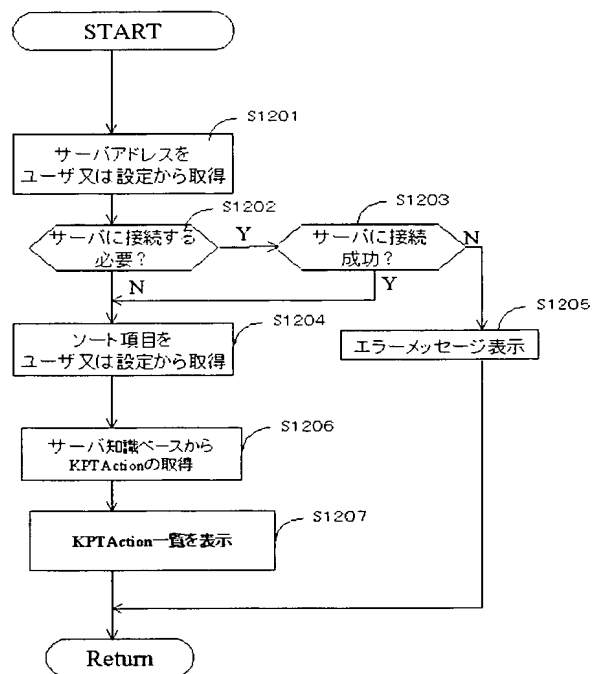 START
S1201
サーバアドレスを
ユーザ又は設定から取得
S1202
サーバに接続する
必要?
Y
N
S1203
サーバに接続
成功?
N
Y
S1204
ソート項目を
ユーザ又は設定から取得
S1205
エラーメッセージ表示
S1206
サーバ知識ベースから
KPTActionの取得
S1207
KPTAction一覧を表示
Return